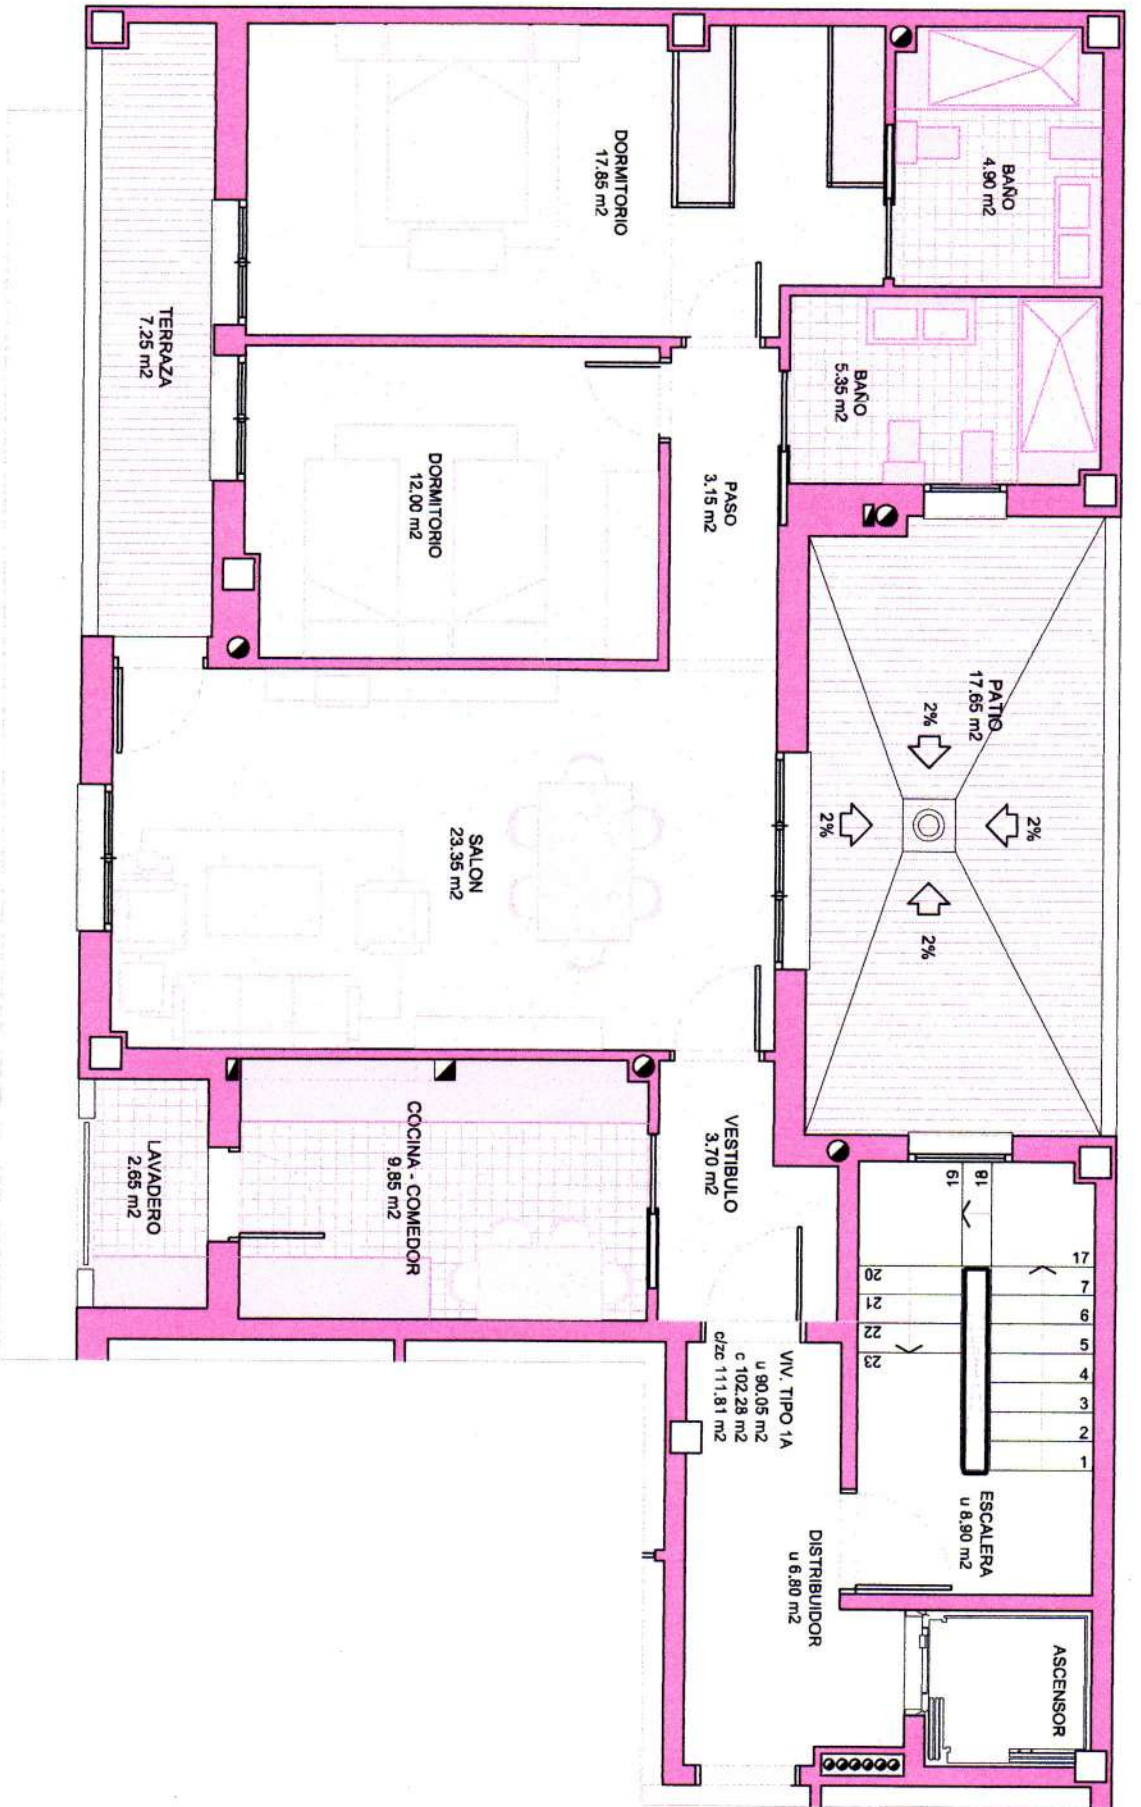 BAÑO
4.90 m2
DORMITORIO
17.85 m2
BAÑO
5.35 m2
TERRAZA
7.25 m2
DORMITORIO
12.00 m2
PASO
3.15 m2
PATIO
17.65 m2
2%
2%
2%
2%
SALON
23.35 m2
VESTIBULO
3.70 m2
COCINA - COMEDOR
9.85 m2
LAVADERO
2.65 m2
18
19
17
7
6
5
4
3
2
1
20
21
22
23
VIV. TIPO 1A
u 90.05 m2
c 102.28 m2
c/zc 111.81 m2
ESCALERA
u 8.90 m2
DISTRIBUIDOR
u 6.80 m2
ASCENSOR